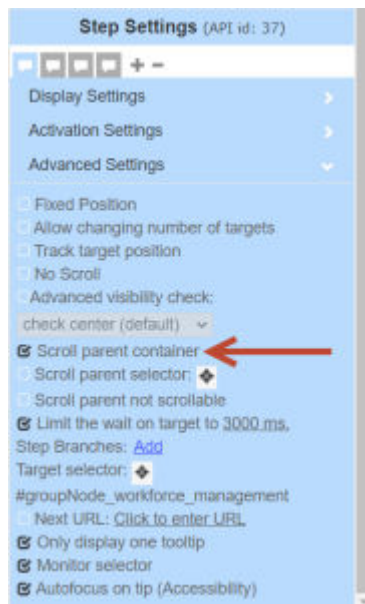 Step Settings (API id: 37)
Display Settings
Activation Settings
Advanced Settings
Fixed Position
Allow changing number of targets
Track target position
No Scroll
Advanced visibility check:
check center (default)
Scroll parent container
Scroll parent selector:
Scroll parent not scrollable
Limit the wait on target to 3000 ms.
Step Branches: Add
Target selector:
#groupNode_workforce_management
Next URL: Click to enter URL
Only display one tooltip
Monitor selector
Autofocus on tip (Accessibility)